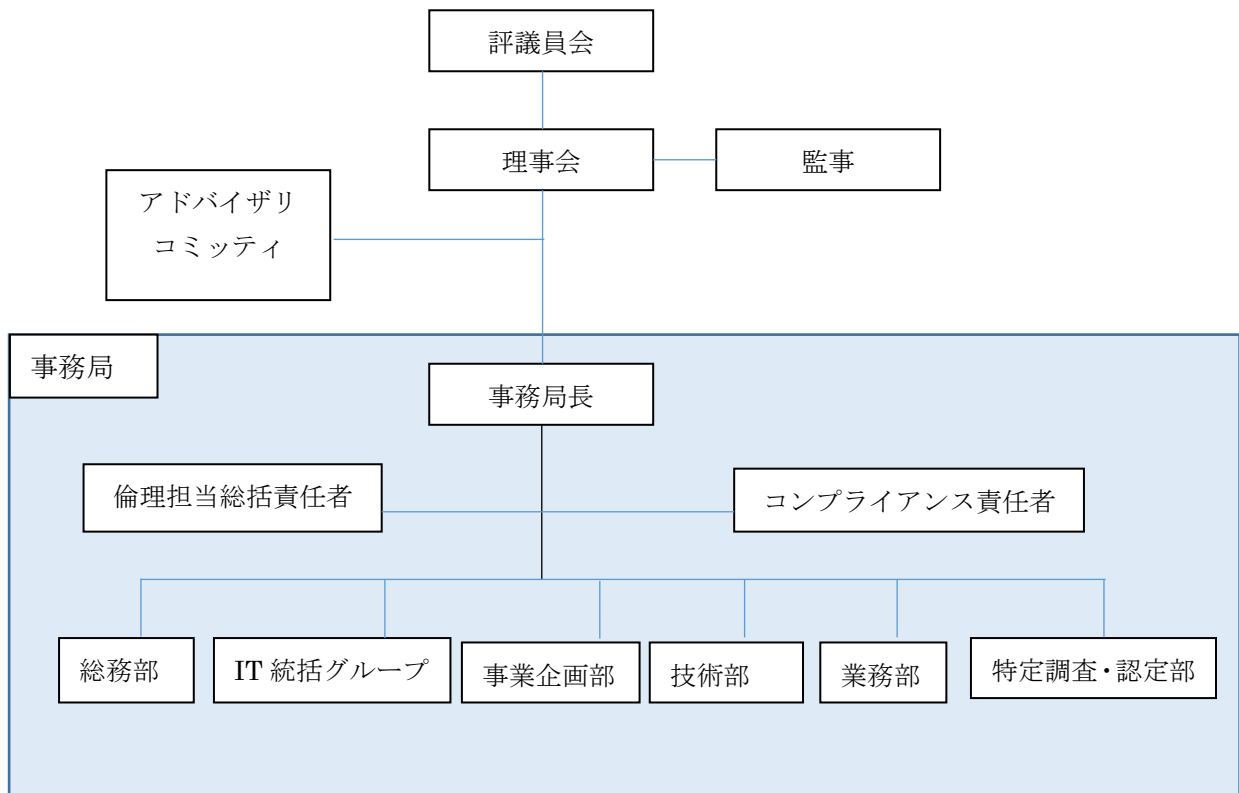 評議員会
理事会
監事
アドバイザリ
コミッティ
事務局
事務局長
倫理担当総括責任者
コンプライアンス責任者
総務部
IT 統括グループ
事業企画部
技術部
業務部
特定調査・認定部